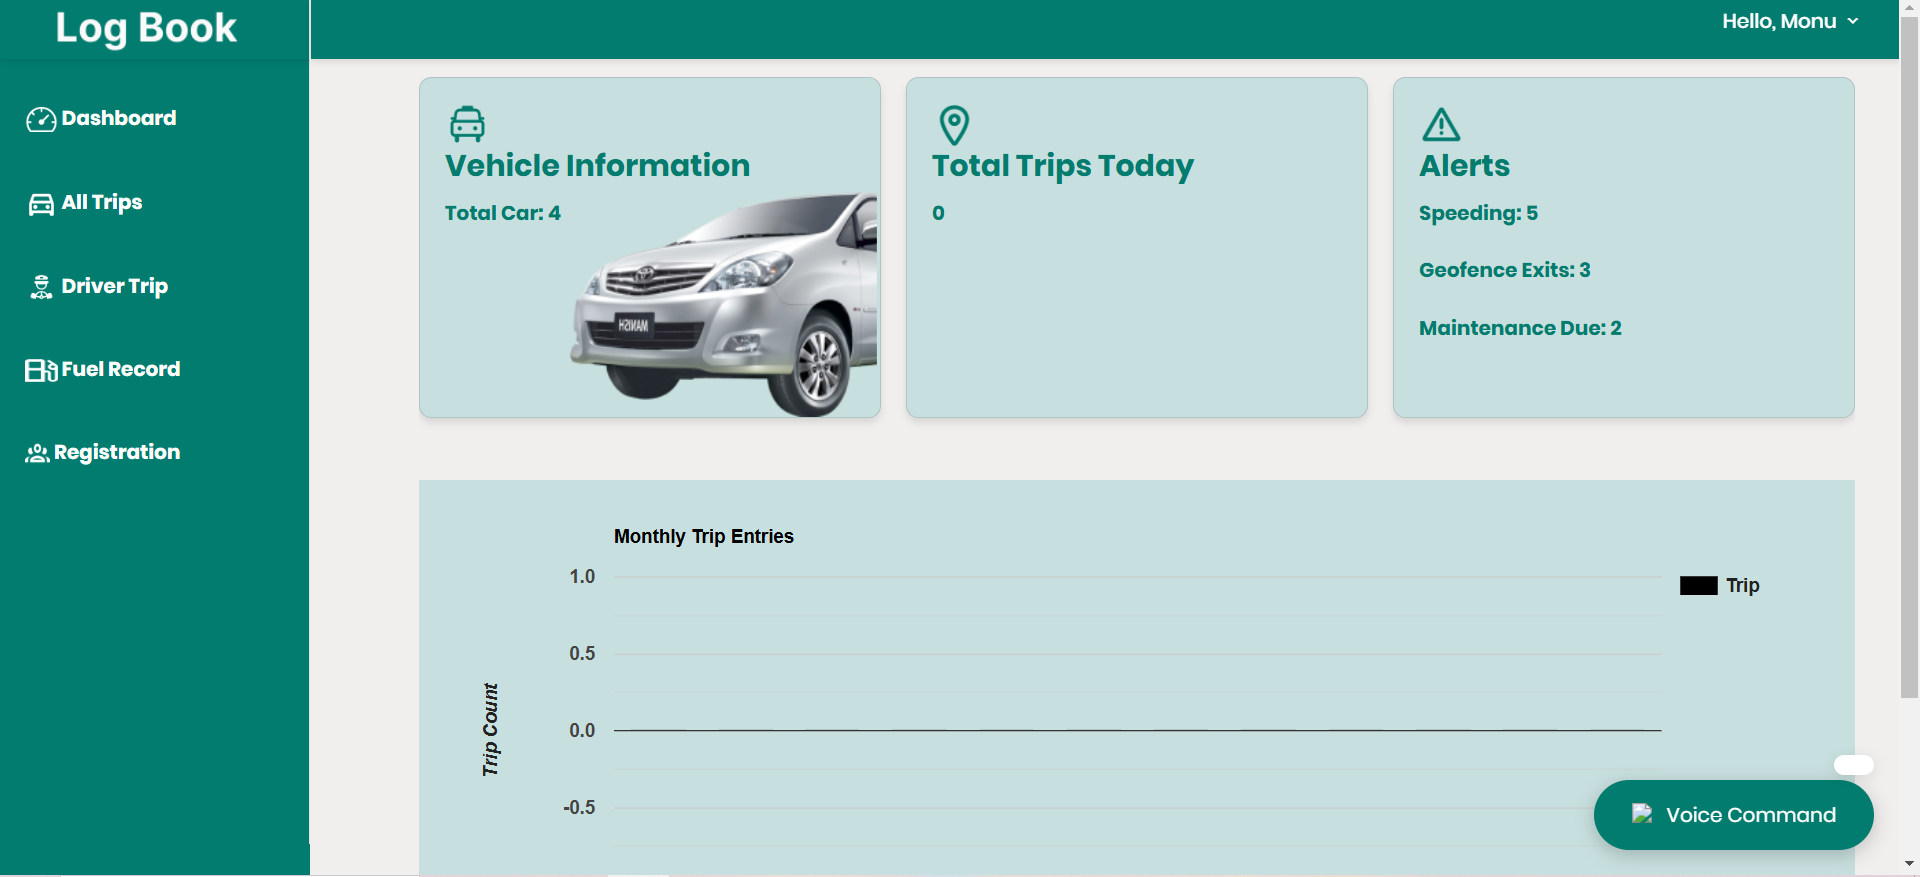 Log Book
Hello, Monu
Dashboard
All Trips
Driver Trip
Fuel Record
Registration
Vehicle Information
Total Car: 4
MANISH
Total Trips Today
0
Alerts
Speeding: 5
Geofence Exits: 3
Maintenance Due: 2
Monthly Trip Entries
1.0
0.5
0.0
-0.5
Trip Count
Trip
Voice Command